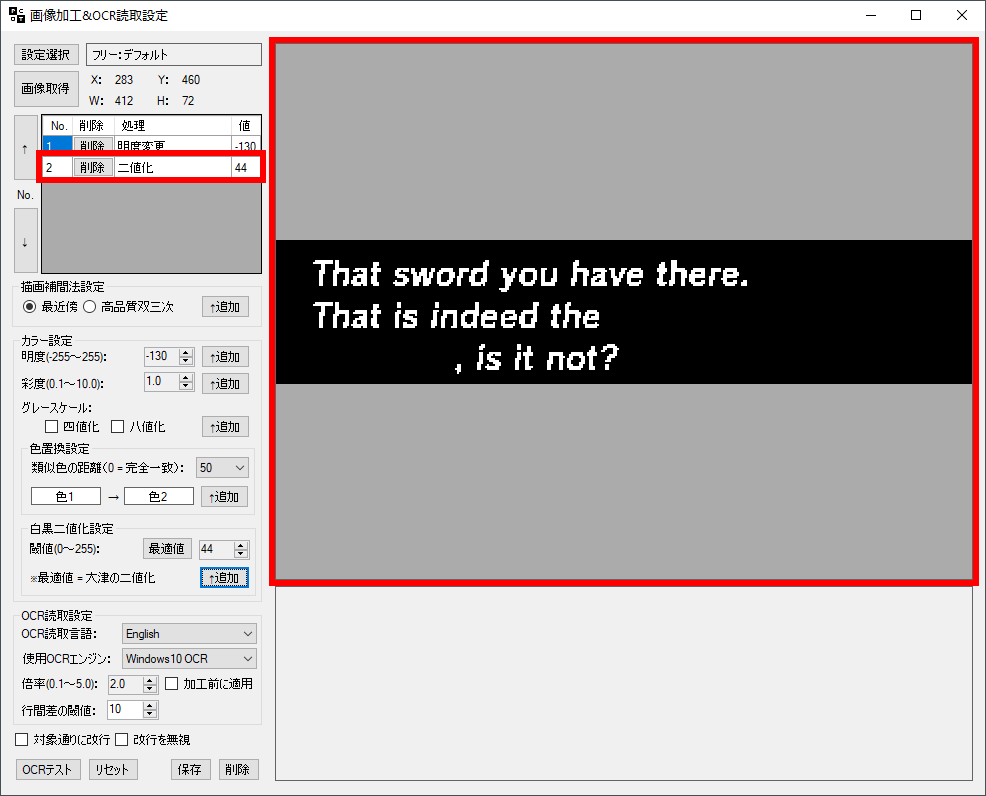 画像加工&OCR読取設定
設定選択 フリー:デフォルト
画像取得 X: 283 Y: 460
W: 412 H: 72
No. 削除 処理 値
1 削除 明度変更 -130
2 削除 二値化 44
↑
No.
↓
描画補間法設定
最近傍 高品質双三次 ↑追加
カラー設定
明度(-255～255): -130 ↑追加
彩度(0.1～10.0): 1.0 ↑追加
グレースケール:
四値化 八値化 ↑追加
色置換設定
類似色の距離(0 = 完全一致): 50
色1 → 色2 ↑追加
白黒二値化設定
閾値(0～255): 最適値 44
※最適値 = 大津の二値化 ↑追加
OCR読取設定
OCR読取言語: English
使用OCRエンジン: Windows10 OCR
倍率(0.1～5.0): 2.0 加工前に適用
行間差の閾値: 10
対象通りに改行 改行を無視
OCRテスト リセット 保存 削除
That sword you have there.
That is indeed the
, is it not?